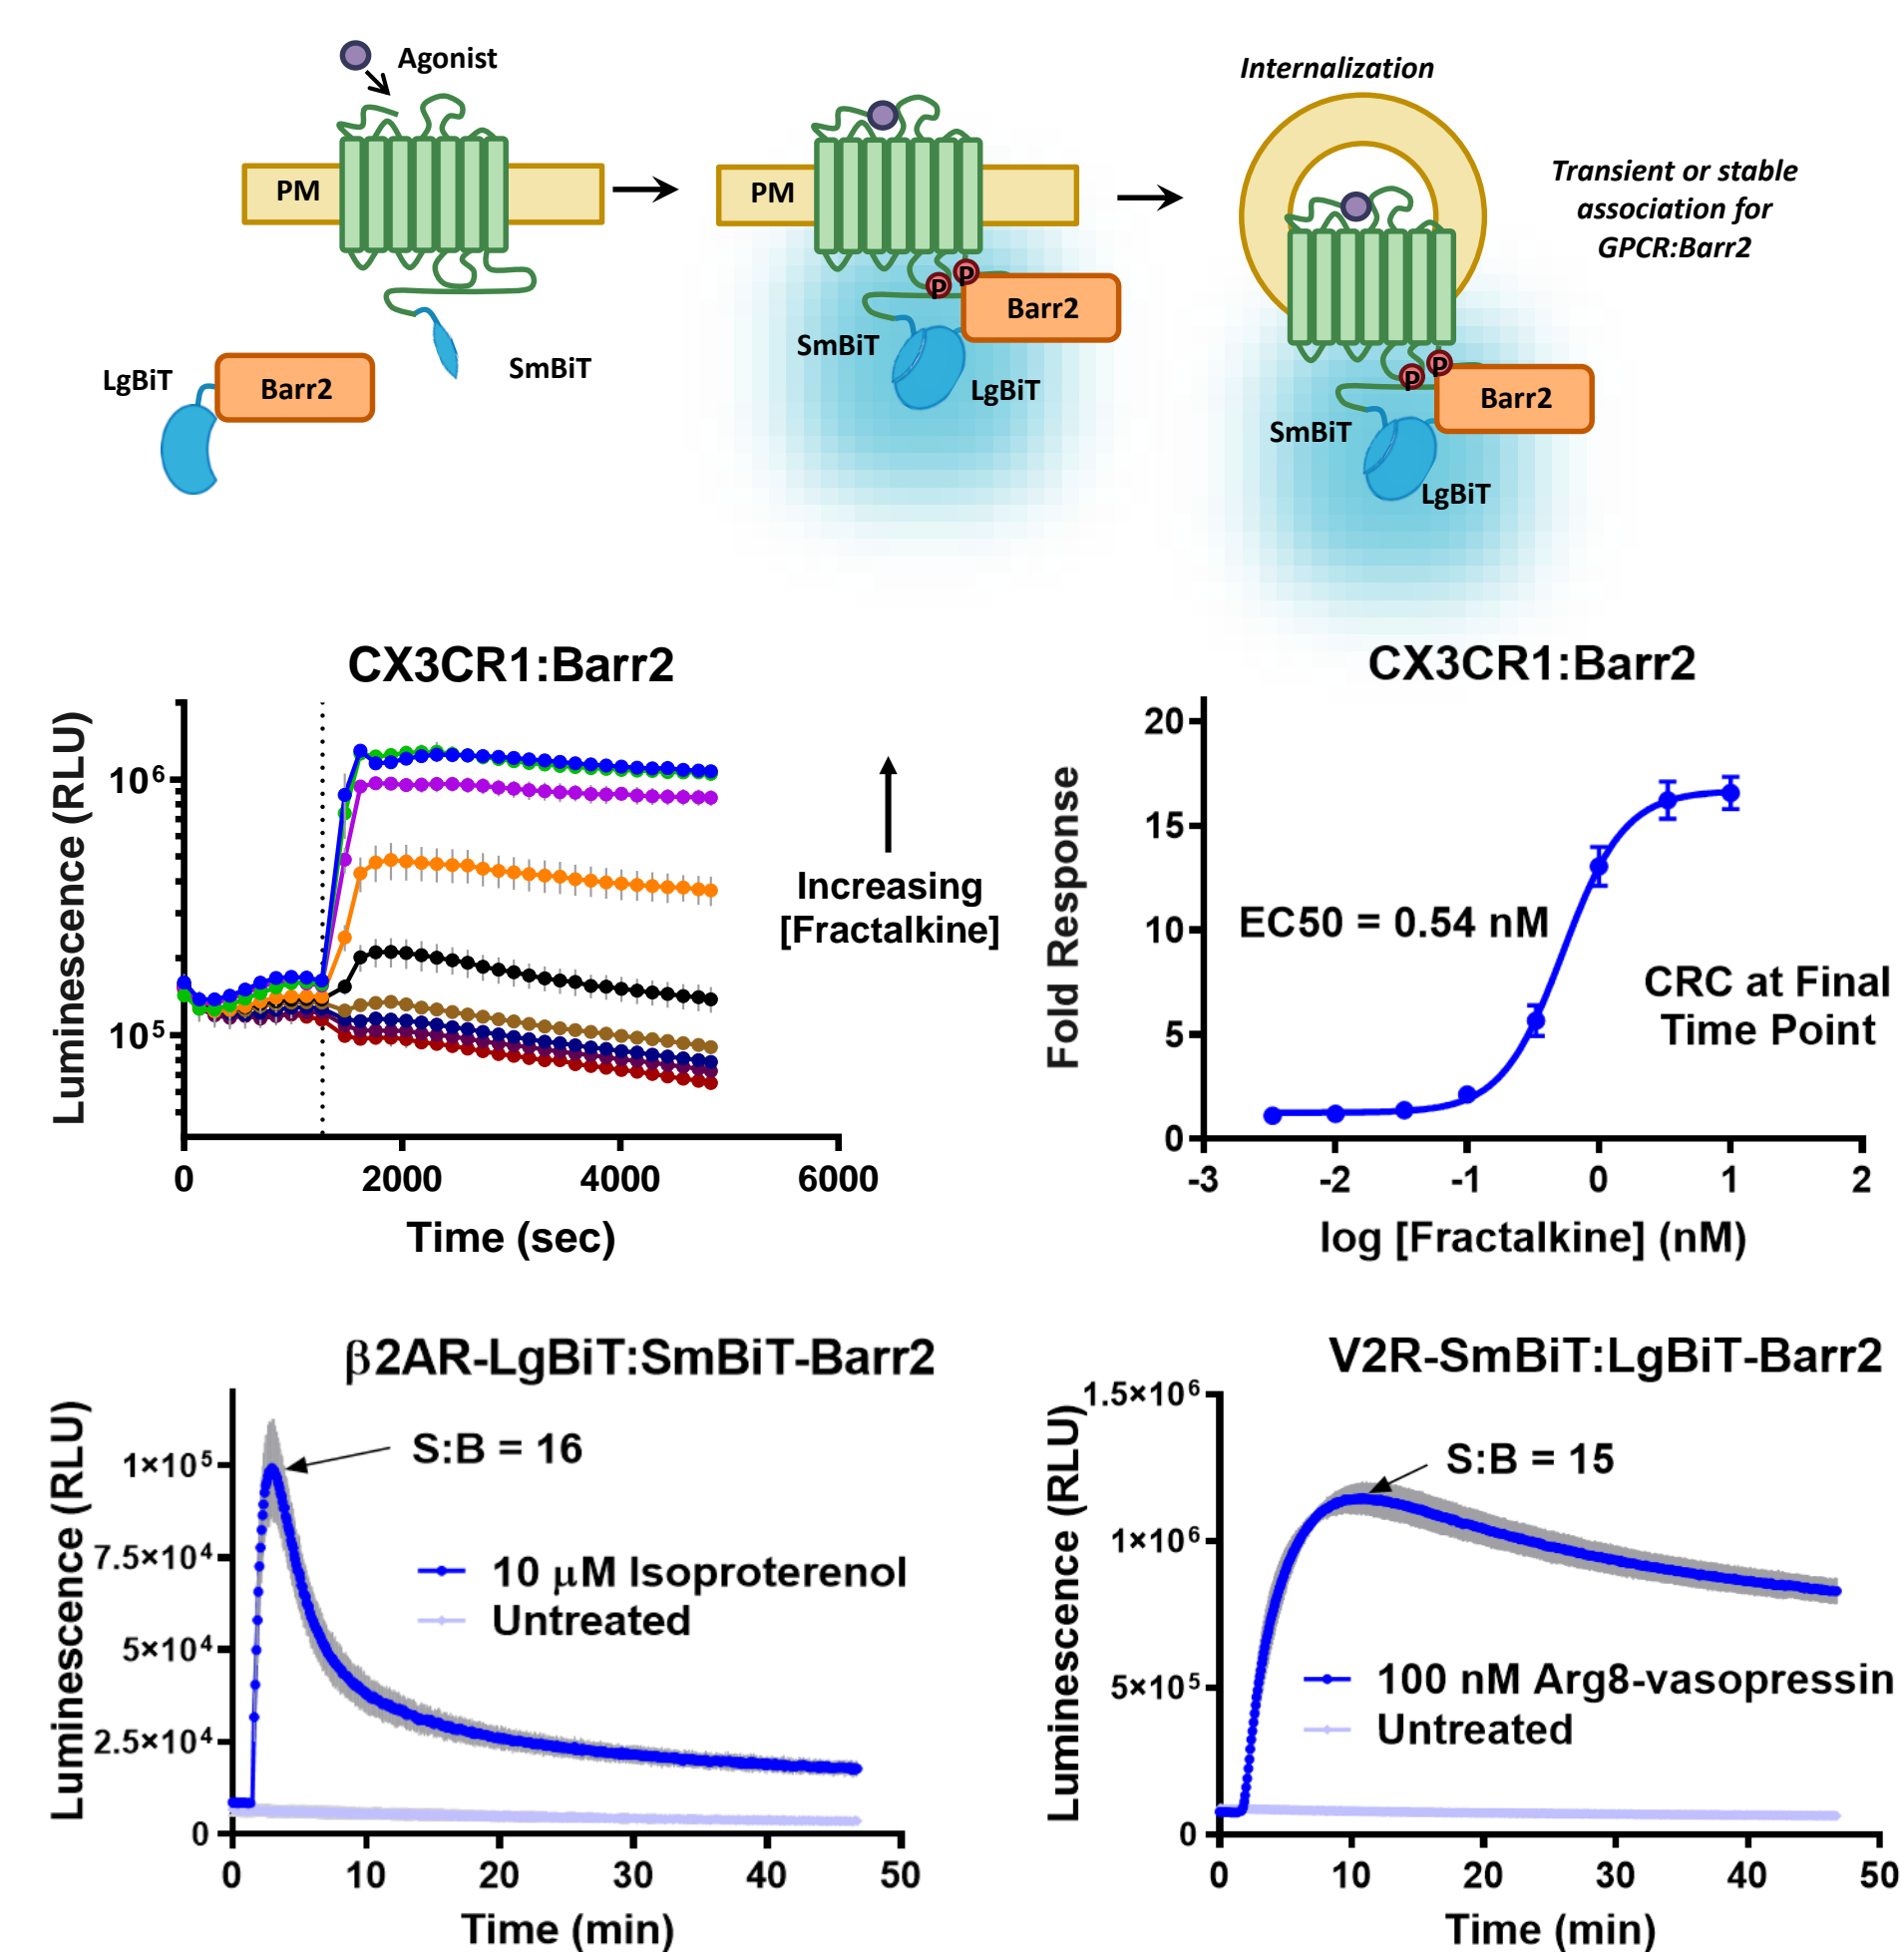 Agonist
PM
SmBiT
LgBiT
Barr2
PM
P
P
Barr2
SmBiT
LgBiT
Internalization
Transient or stable
association for
GPCR:Barr2
P
P
Barr2
SmBiT
LgBiT
CX3CR1:Barr2
Luminescence (RLU)
10⁶
10⁵
0
2000
4000
6000
Time (sec)
Increasing
[Fractalkine]
CX3CR1:Barr2
Fold Response
20
15
10
5
0
EC50 = 0.54 nM
CRC at Final
Time Point
-3
-2
-1
0
1
2
log [Fractalkine] (nM)
β2AR-LgBiT:SmBiT-Barr2
Luminescence (RLU)
1×10⁵
7.5×10⁴
5×10⁴
2.5×10⁴
0
S:B = 16
10 μM Isoproterenol
Untreated
0
10
20
30
40
50
Time (min)
V2R-SmBiT:LgBiT-Barr2
Luminescence (RLU)
1.5×10⁶
1×10⁶
5×10⁵
0
S:B = 15
100 nM Arg8-vasopressin
Untreated
0
10
20
30
40
50
Time (min)